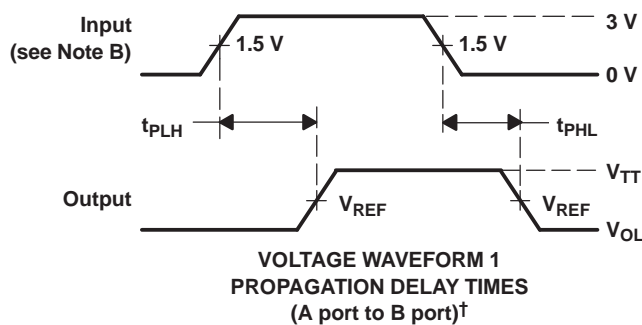 Input
(see Note B)
1.5 V
1.5 V
3 V
0 V
tPLH
tPHL
Output
VREF
VREF
VTT
VOL
VOLTAGE WAVEFORM 1
PROPAGATION DELAY TIMES
(A port to B port)†